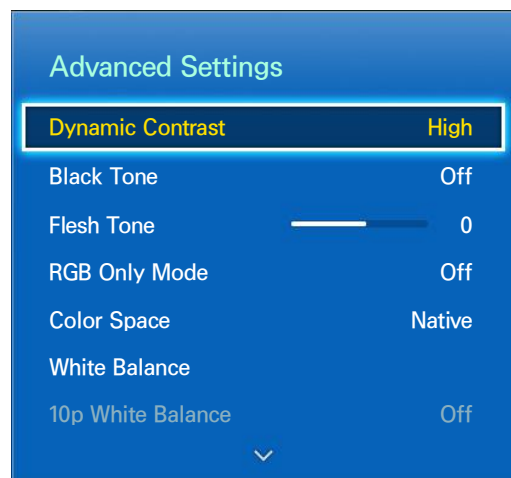 Advanced Settings
Dynamic Contrast High
Black Tone Off
Flesh Tone 0
RGB Only Mode Off
Color Space Native
White Balance
10p White Balance Off